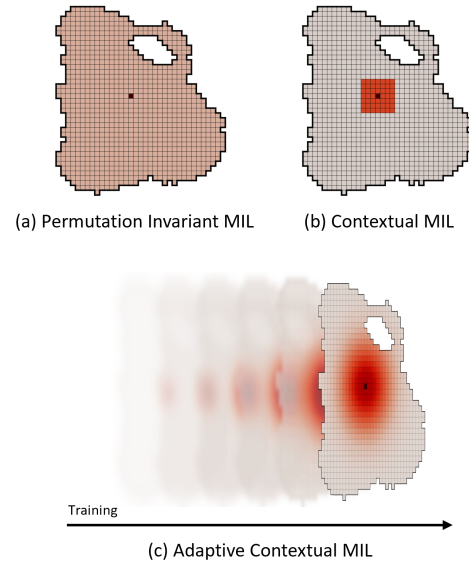 (a) Permutation Invariant MIL
(b) Contextual MIL
Training
(c) Adaptive Contextual MIL